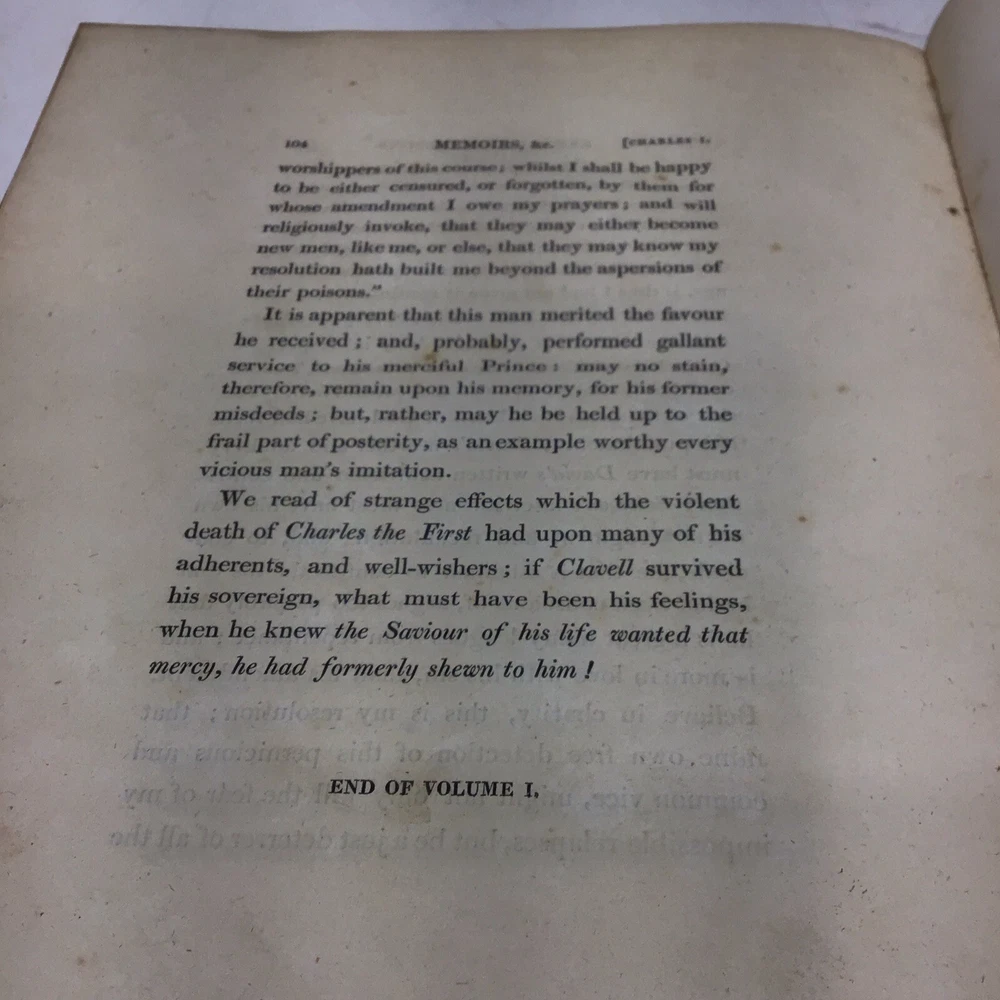 104 MEMOIRS, &c. [CHARLES I.
worshippers of this course; whilst I shall be happy
to be either censured, or forgotten, by them for
whose amendment I owe my prayers; and will
religiously invoke, that they may either become
new men, like me, or else, that they may know my
resolution hath built me beyond the aspersions of
their poisons."
It is apparent that this man merited the favour
he received; and, probably, performed gallant
service to his merciful Prince: may no stain,
therefore, remain upon his memory, for his former
misdeeds; but, rather, may he be held up to the
frail part of posterity, as an example worthy every
vicious man's imitation.
We read of strange effects which the violent
death of Charles the First had upon many of his
adherents, and well-wishers; if Clavell survived
his sovereign, what must have been his feelings,
when he knew the Saviour of his life wanted that
mercy, he had formerly shewn to him!
END OF VOLUME I.